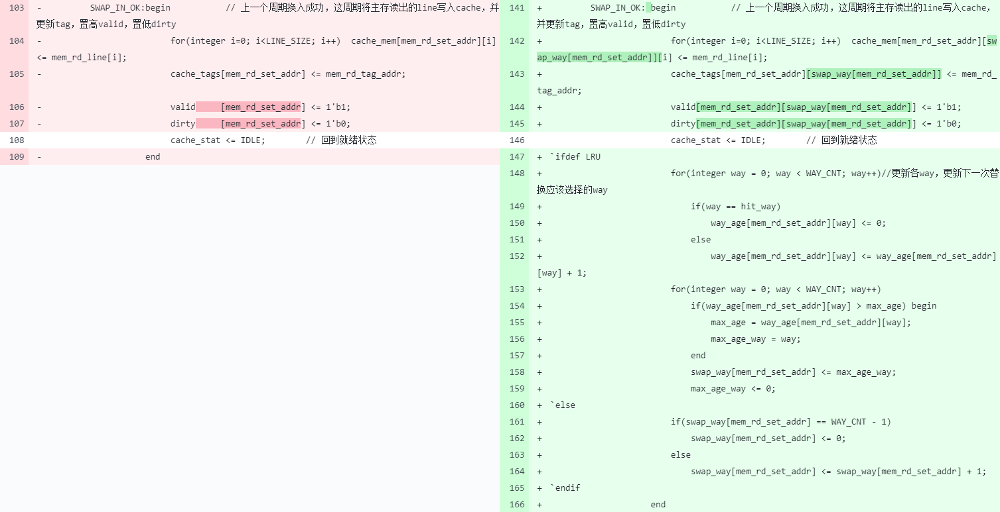 103 - SWAP_IN_OK:begin // 上一个周期换入成功，这周期将主存读出的line写入cache，并
更新tag，置高valid，置低dirty
104 - for(integer i=0; i<LINE_SIZE; i++) cache_mem[mem_rd_set_addr][i]
<= mem_rd_line[i];
105 - cache_tags[mem_rd_set_addr] <= mem_rd_tag_addr;
106 - valid [mem_rd_set_addr] <= 1'b1;
107 - dirty [mem_rd_set_addr] <= 1'b0;
108 cache_stat <= IDLE; // 回到就绪状态
109 - end
141 + SWAP_IN_OK: begin // 上一个周期换入成功，这周期将主存读出的line写入cache，
并更新tag，置高valid，置低dirty
142 + for(integer i=0; i<LINE_SIZE; i++) cache_mem[mem_rd_set_addr][sw
ap_way[mem_rd_set_addr]][i] <= mem_rd_line[i];
143 + cache_tags[mem_rd_set_addr][swap_way[mem_rd_set_addr]] <= mem_rd_
tag_addr;
144 + valid[mem_rd_set_addr][swap_way[mem_rd_set_addr]] <= 1'b1;
145 + dirty[mem_rd_set_addr][swap_way[mem_rd_set_addr]] <= 1'b0;
146 cache_stat <= IDLE; // 回到就绪状态
147 + `ifdef LRU
148 + for(integer way = 0; way < WAY_CNT; way++)//更新各way，更新下一次替
换应该选择的way
149 + if(way == hit_way)
150 + way_age[mem_rd_set_addr][way] <= 0;
151 + else
152 + way_age[mem_rd_set_addr][way] <= way_age[mem_rd_set_addr]
[way] + 1;
153 + for(integer way = 0; way < WAY_CNT; way++)
154 + if(way_age[mem_rd_set_addr][way] > max_age) begin
155 + max_age = way_age[mem_rd_set_addr][way];
156 + max_age_way = way;
157 + end
158 + swap_way[mem_rd_set_addr] <= max_age_way;
159 + max_age_way <= 0;
160 + `else
161 + if(swap_way[mem_rd_set_addr] == WAY_CNT - 1)
162 + swap_way[mem_rd_set_addr] <= 0;
163 + else
164 + swap_way[mem_rd_set_addr] <= swap_way[mem_rd_set_addr] + 1;
165 + `endif
166 + end